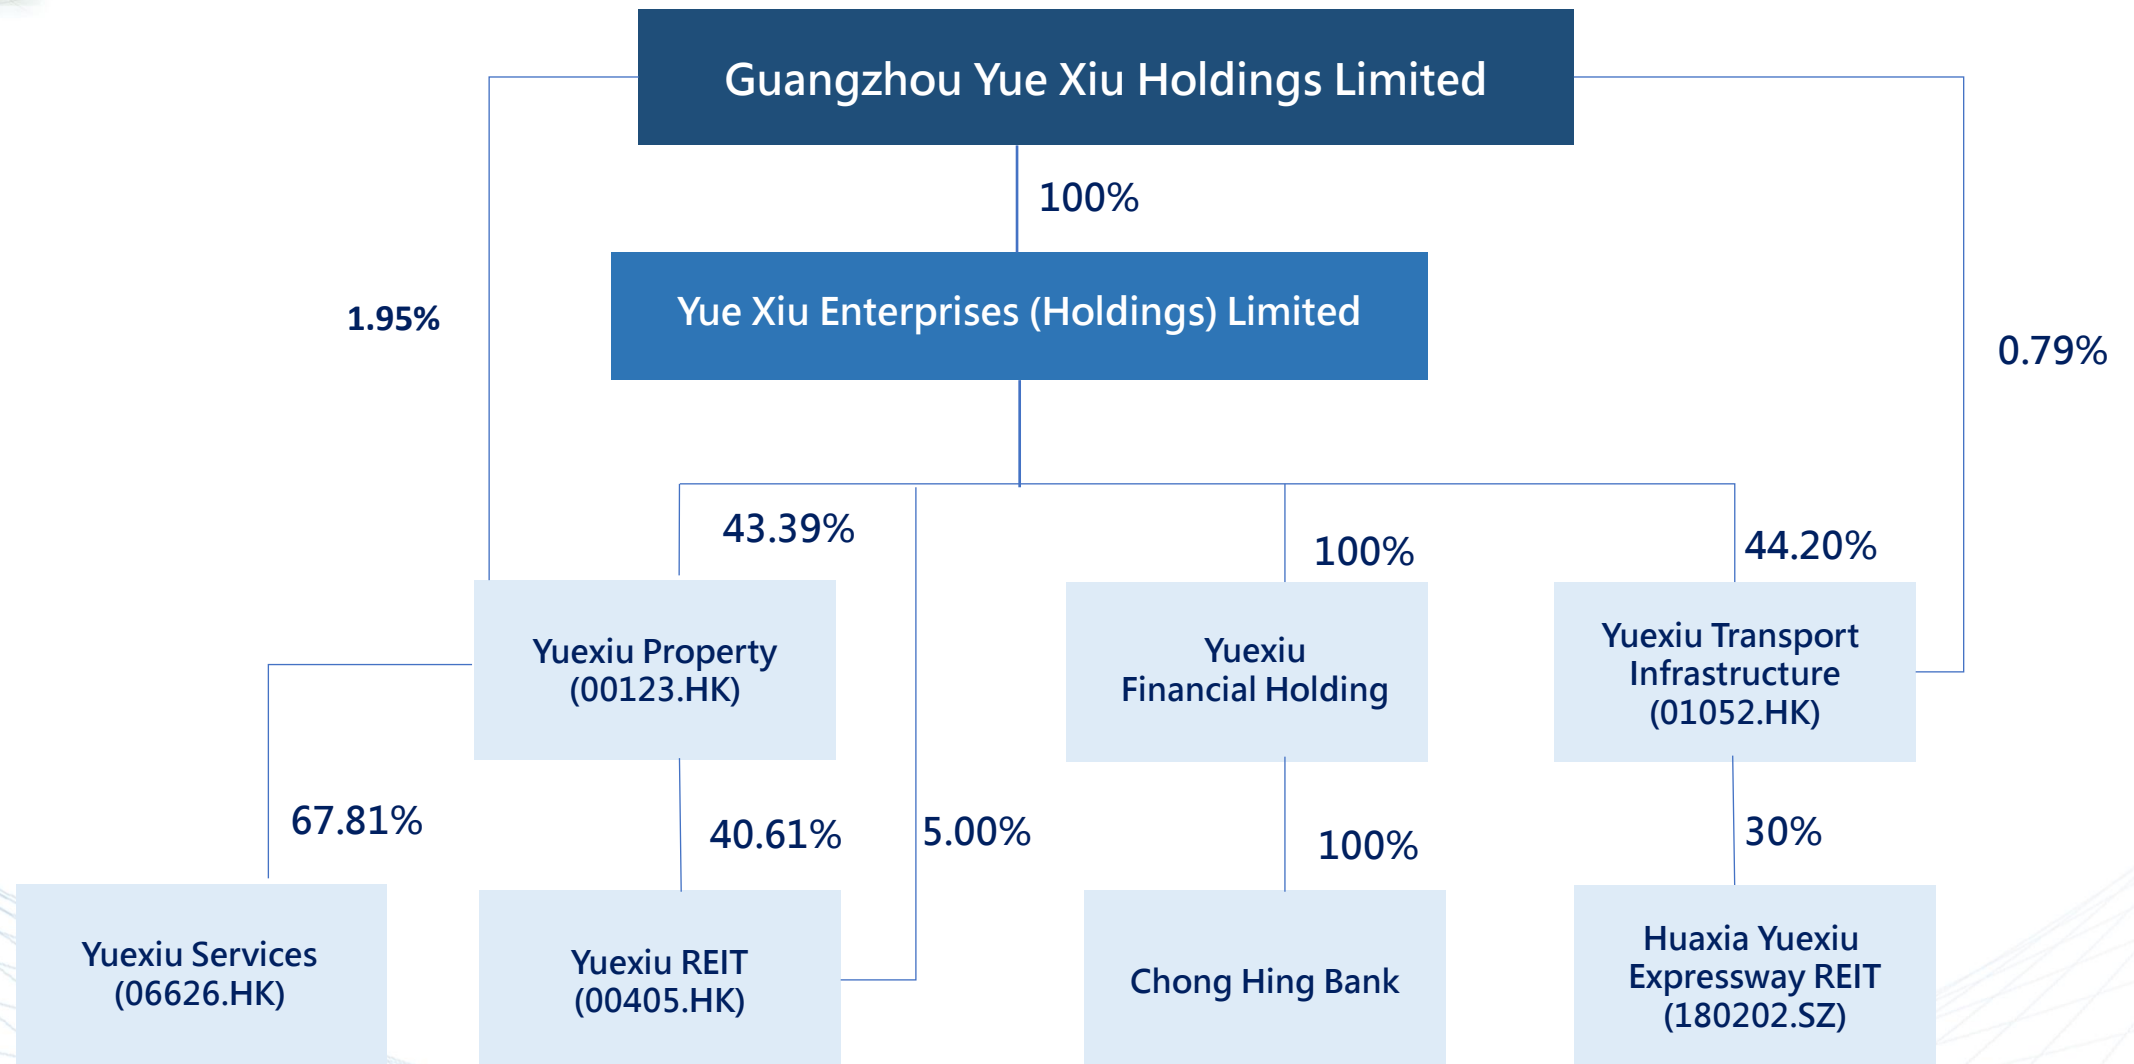 Guangzhou Yue Xiu Holdings Limited
100%
Yue Xiu Enterprises (Holdings) Limited
1.95%
0.79%
43.39%
100%
44.20%
Yuexiu Property
(00123.HK)
Yuexiu
Financial Holding
Yuexiu Transport
Infrastructure
(01052.HK)
67.81%
40.61%
5.00%
100%
30%
Yuexiu Services
(06626.HK)
Yuexiu REIT
(00405.HK)
Chong Hing Bank
Huaxia Yuexiu
Expressway REIT
(180202.SZ)